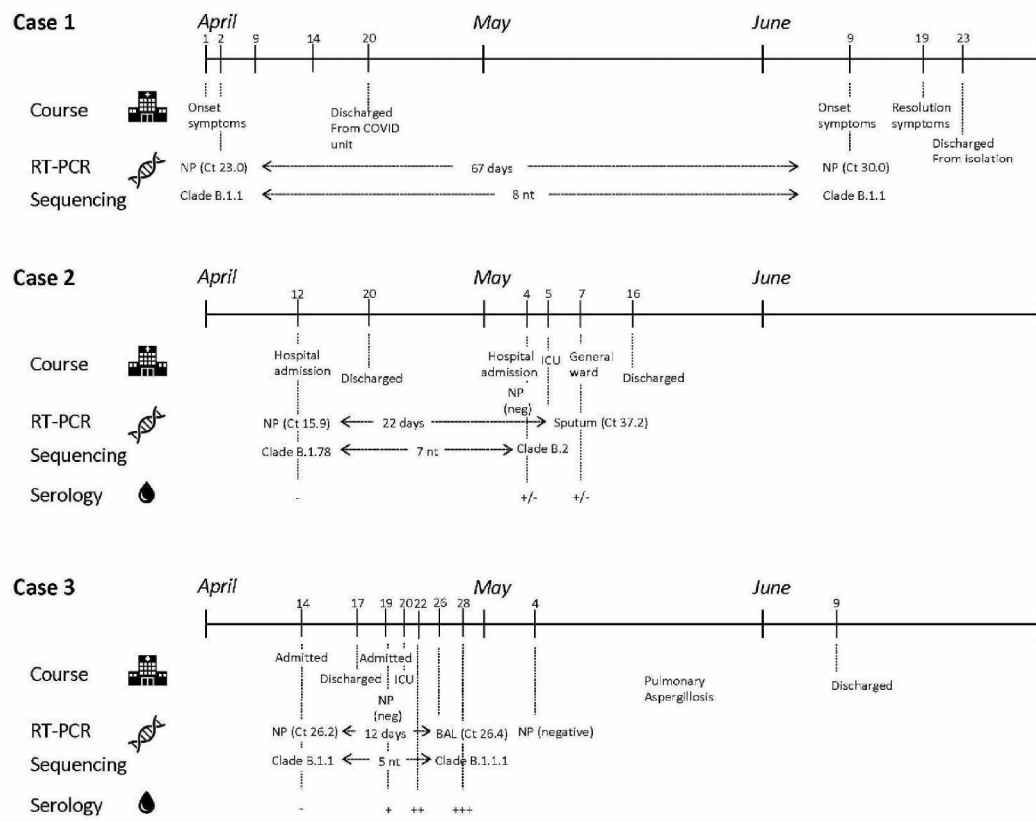 Case 1
April May June
1 2 9 14 20 9 19 23
Course
Onset symptoms
Discharged From COVID unit
Onset symptoms
Resolution symptoms
Discharged From isolation
RT-PCR NP (Ct 23.0) 67 days NP (Ct 30.0)
Sequencing Clade B.1.1 8 nt Clade B.1.1
Case 2
April May June
12 20 4 5 7 16
Course
Hospital admission
Discharged
Hospital admission
ICU
General ward
Discharged
NP (neg)
RT-PCR NP (Ct 15.9) 22 days Sputum (Ct 37.2)
Sequencing Clade B.1.78 7 nt Clade B.2
Serology - +/- +/-
Case 3
April May June
14 17 19 20 22 26 28 4 9
Course
Admitted
Discharged
Admitted
ICU
Pulmonary Aspergillosis
Discharged
NP (neg)
RT-PCR NP (Ct 26.2) 12 days BAL (Ct 26.4) NP (negative)
Sequencing Clade B.1.1 5 nt Clade B.1.1.1
Serology - + ++ +++